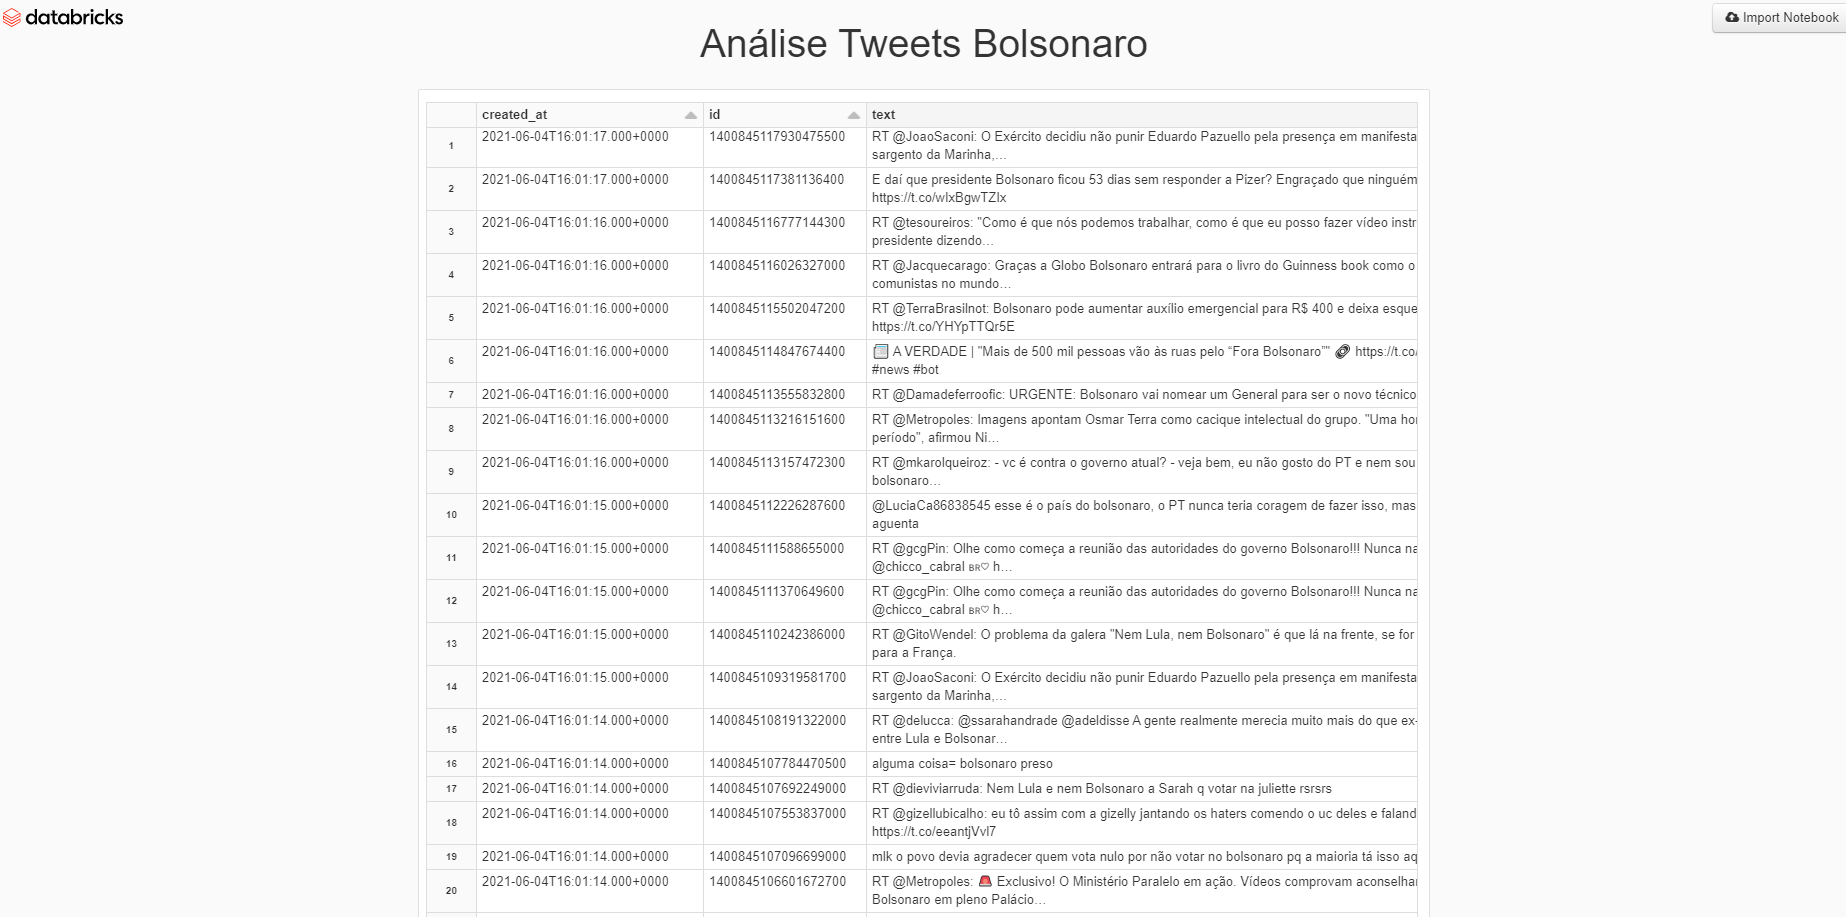 databricks
Import Notebook
Análise Tweets Bolsonaro
created_at id text
1 2021-06-04T16:01:17.000+0000 1400845117930475500 RT @JoaoSaconi: O Exército decidiu não punir Eduardo Pazuello pela presença em manifesta
sargento da Marinha,…
2 2021-06-04T16:01:17.000+0000 1400845117381136400 E daí que presidente Bolsonaro ficou 53 dias sem responder a Pizer? Engraçado que ninguém
https://t.co/wIxBgwTZIx
3 2021-06-04T16:01:16.000+0000 1400845116777144300 RT @tesoureiros: "Como é que nós podemos trabalhar, como é que eu posso fazer vídeo instr
presidente dizendo…
4 2021-06-04T16:01:16.000+0000 1400845116026327000 RT @Jacquecarago: Graças a Globo Bolsonaro entrará para o livro do Guinness book como o
comunistas no mundo…
5 2021-06-04T16:01:16.000+0000 1400845115502047200 RT @TerraBrasilnot: Bolsonaro pode aumentar auxílio emergencial para R$ 400 e deixa esque
https://t.co/YHYpTTQr5E
6 2021-06-04T16:01:16.000+0000 1400845114847674400 📰 A VERDADE | "Mais de 500 mil pessoas vão às ruas pelo “Fora Bolsonaro”" 🔗 https://t.co/
#news #bot
7 2021-06-04T16:01:16.000+0000 1400845113555832800 RT @Damadeferroofic: URGENTE: Bolsonaro vai nomear um General para ser o novo técnico
8 2021-06-04T16:01:16.000+0000 1400845113216151600 RT @Metropoles: Imagens apontam Osmar Terra como cacique intelectual do grupo. "Uma hor
período", afirmou Ni…
9 2021-06-04T16:01:16.000+0000 1400845113157472300 RT @mkarolqueiroz: - vc é contra o governo atual? - veja bem, eu não gosto do PT e nem sou
bolsonaro…
10 2021-06-04T16:01:15.000+0000 1400845112226287600 @LuciaCa86838545 esse é o país do bolsonaro, o PT nunca teria coragem de fazer isso, mas
aguenta
11 2021-06-04T16:01:15.000+0000 1400845111588655000 RT @gcgPin: Olhe como começa a reunião das autoridades do governo Bolsonaro!!! Nunca na
@chicco_cabral 🇧🇷♡ h…
12 2021-06-04T16:01:15.000+0000 1400845111370649600 RT @gcgPin: Olhe como começa a reunião das autoridades do governo Bolsonaro!!! Nunca na
@chicco_cabral 🇧🇷♡ h…
13 2021-06-04T16:01:15.000+0000 1400845110242386000 RT @GitoWendel: O problema da galera "Nem Lula, nem Bolsonaro" é que lá na frente, se for
para a França.
14 2021-06-04T16:01:15.000+0000 1400845109319581700 RT @JoaoSaconi: O Exército decidiu não punir Eduardo Pazuello pela presença em manifesta
sargento da Marinha,…
15 2021-06-04T16:01:14.000+0000 1400845108191322000 RT @delucca: @ssarahandrade @adeldisse A gente realmente merecia muito mais do que ex-
entre Lula e Bolsonar…
16 2021-06-04T16:01:14.000+0000 1400845107784470500 alguma coisa= bolsonaro preso
17 2021-06-04T16:01:14.000+0000 1400845107692249000 RT @dieviviarruda: Nem Lula e nem Bolsonaro a Sarah q votar na juliette rsrsrs
18 2021-06-04T16:01:14.000+0000 1400845107553837000 RT @gizellubicalho: eu tô assim com a gizelly jantando os haters comendo o uc deles e faland
https://t.co/eeantjVvl7
19 2021-06-04T16:01:14.000+0000 1400845107096699000 mlk o povo devia agradecer quem vota nulo por não votar no bolsonaro pq a maioria tá isso aq
20 2021-06-04T16:01:14.000+0000 1400845106601672700 RT @Metropoles: 🚨 Exclusivo! O Ministério Paralelo em ação. Vídeos comprovam aconselhar
Bolsonaro em pleno Palácio…